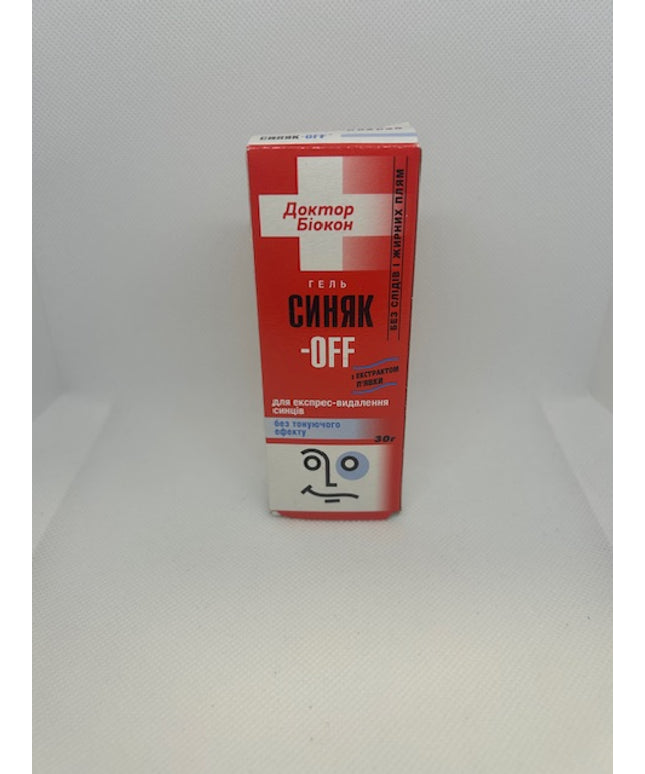 СИНЯК-OFF
Доктор
Біокон
ГЕЛЬ
СИНЯК
-OFF
БЕЗ СЛІДІВ І ЖИРНИХ ПЛЯМ
з ЕКСТРАКТОМ
П'ЯВКИ
для експрес-видалення
синців
без тонуючого
ефекту
30г